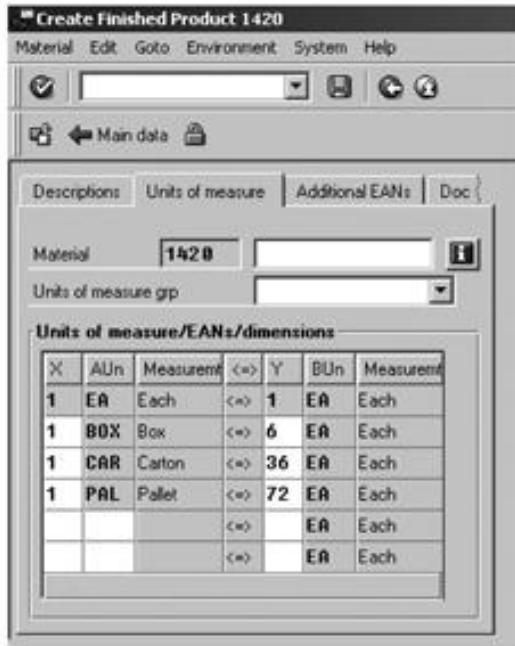 Create Finished Product 1420
Material Edit Goto Environment System Help
Main data
Descriptions Units of measure Additional EANs Doc
Material 1420
Units of measure grp
Units of measure/EANs/dimensions
X AUn Measuremt <=> Y BUn Measuremt
1 EA Each <=> 1 EA Each
1 BOX Box <=> 6 EA Each
1 CAR Carton <=> 36 EA Each
1 PAL Pallet <=> 72 EA Each
<=> EA Each
<=> EA Each